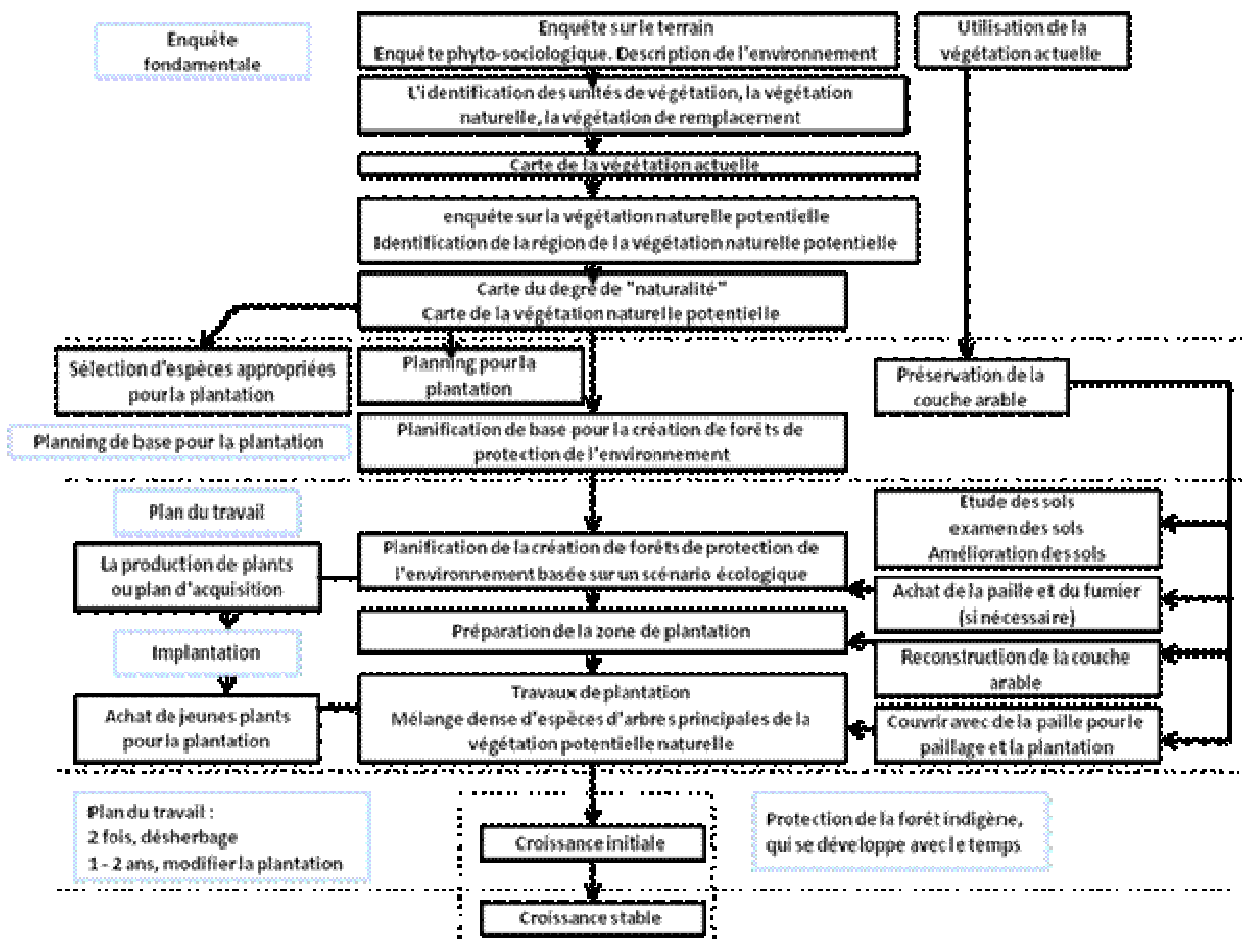 Enquête
fondamentale
Enquête sur le terrain
Enquête phyto-sociologique. Description de l'environnement
Utilisation de la
végétation actuelle
L'identification des unités de végétation, la végétation
naturelle, la végétation de remplacement
Carte de la végétation actuelle
enquête sur la végétation naturelle potentielle
Identification de la région de la végétation naturelle potentielle
Carte du degré de "naturalité"
Carte de la végétation naturelle potentielle
Sélection d'espèces appropriées
pour la plantation
Planning pour la
plantation
Préservation de la
couche arable
Planning de base pour la plantation
Planification de base pour la création de forêts de
protection de l'environnement
Plan du travail
Etude des sols
examen des sols
Amélioration des sols
La production de plants
ou plan d'acquisition
Planification de la création de forêts de protection de
l'environnement basée sur un scénario écologique
Achat de la paille et du fumier
(si nécessaire)
Implantation
Préparation de la zone de plantation
Reconstruction de la couche
arable
Achat de jeunes plants
pour la plantation
Travaux de plantation
Mélange dense d'espèces d'arbres principales de la
végétation potentielle naturelle
Couvrir avec de la paille pour le
paillage et la plantation
Plan du travail :
2 fois, désherbage
1 - 2 ans, modifier la plantation
Croissance initiale
Protection de la forêt indigène,
qui se développe avec le temps
Croissance stable